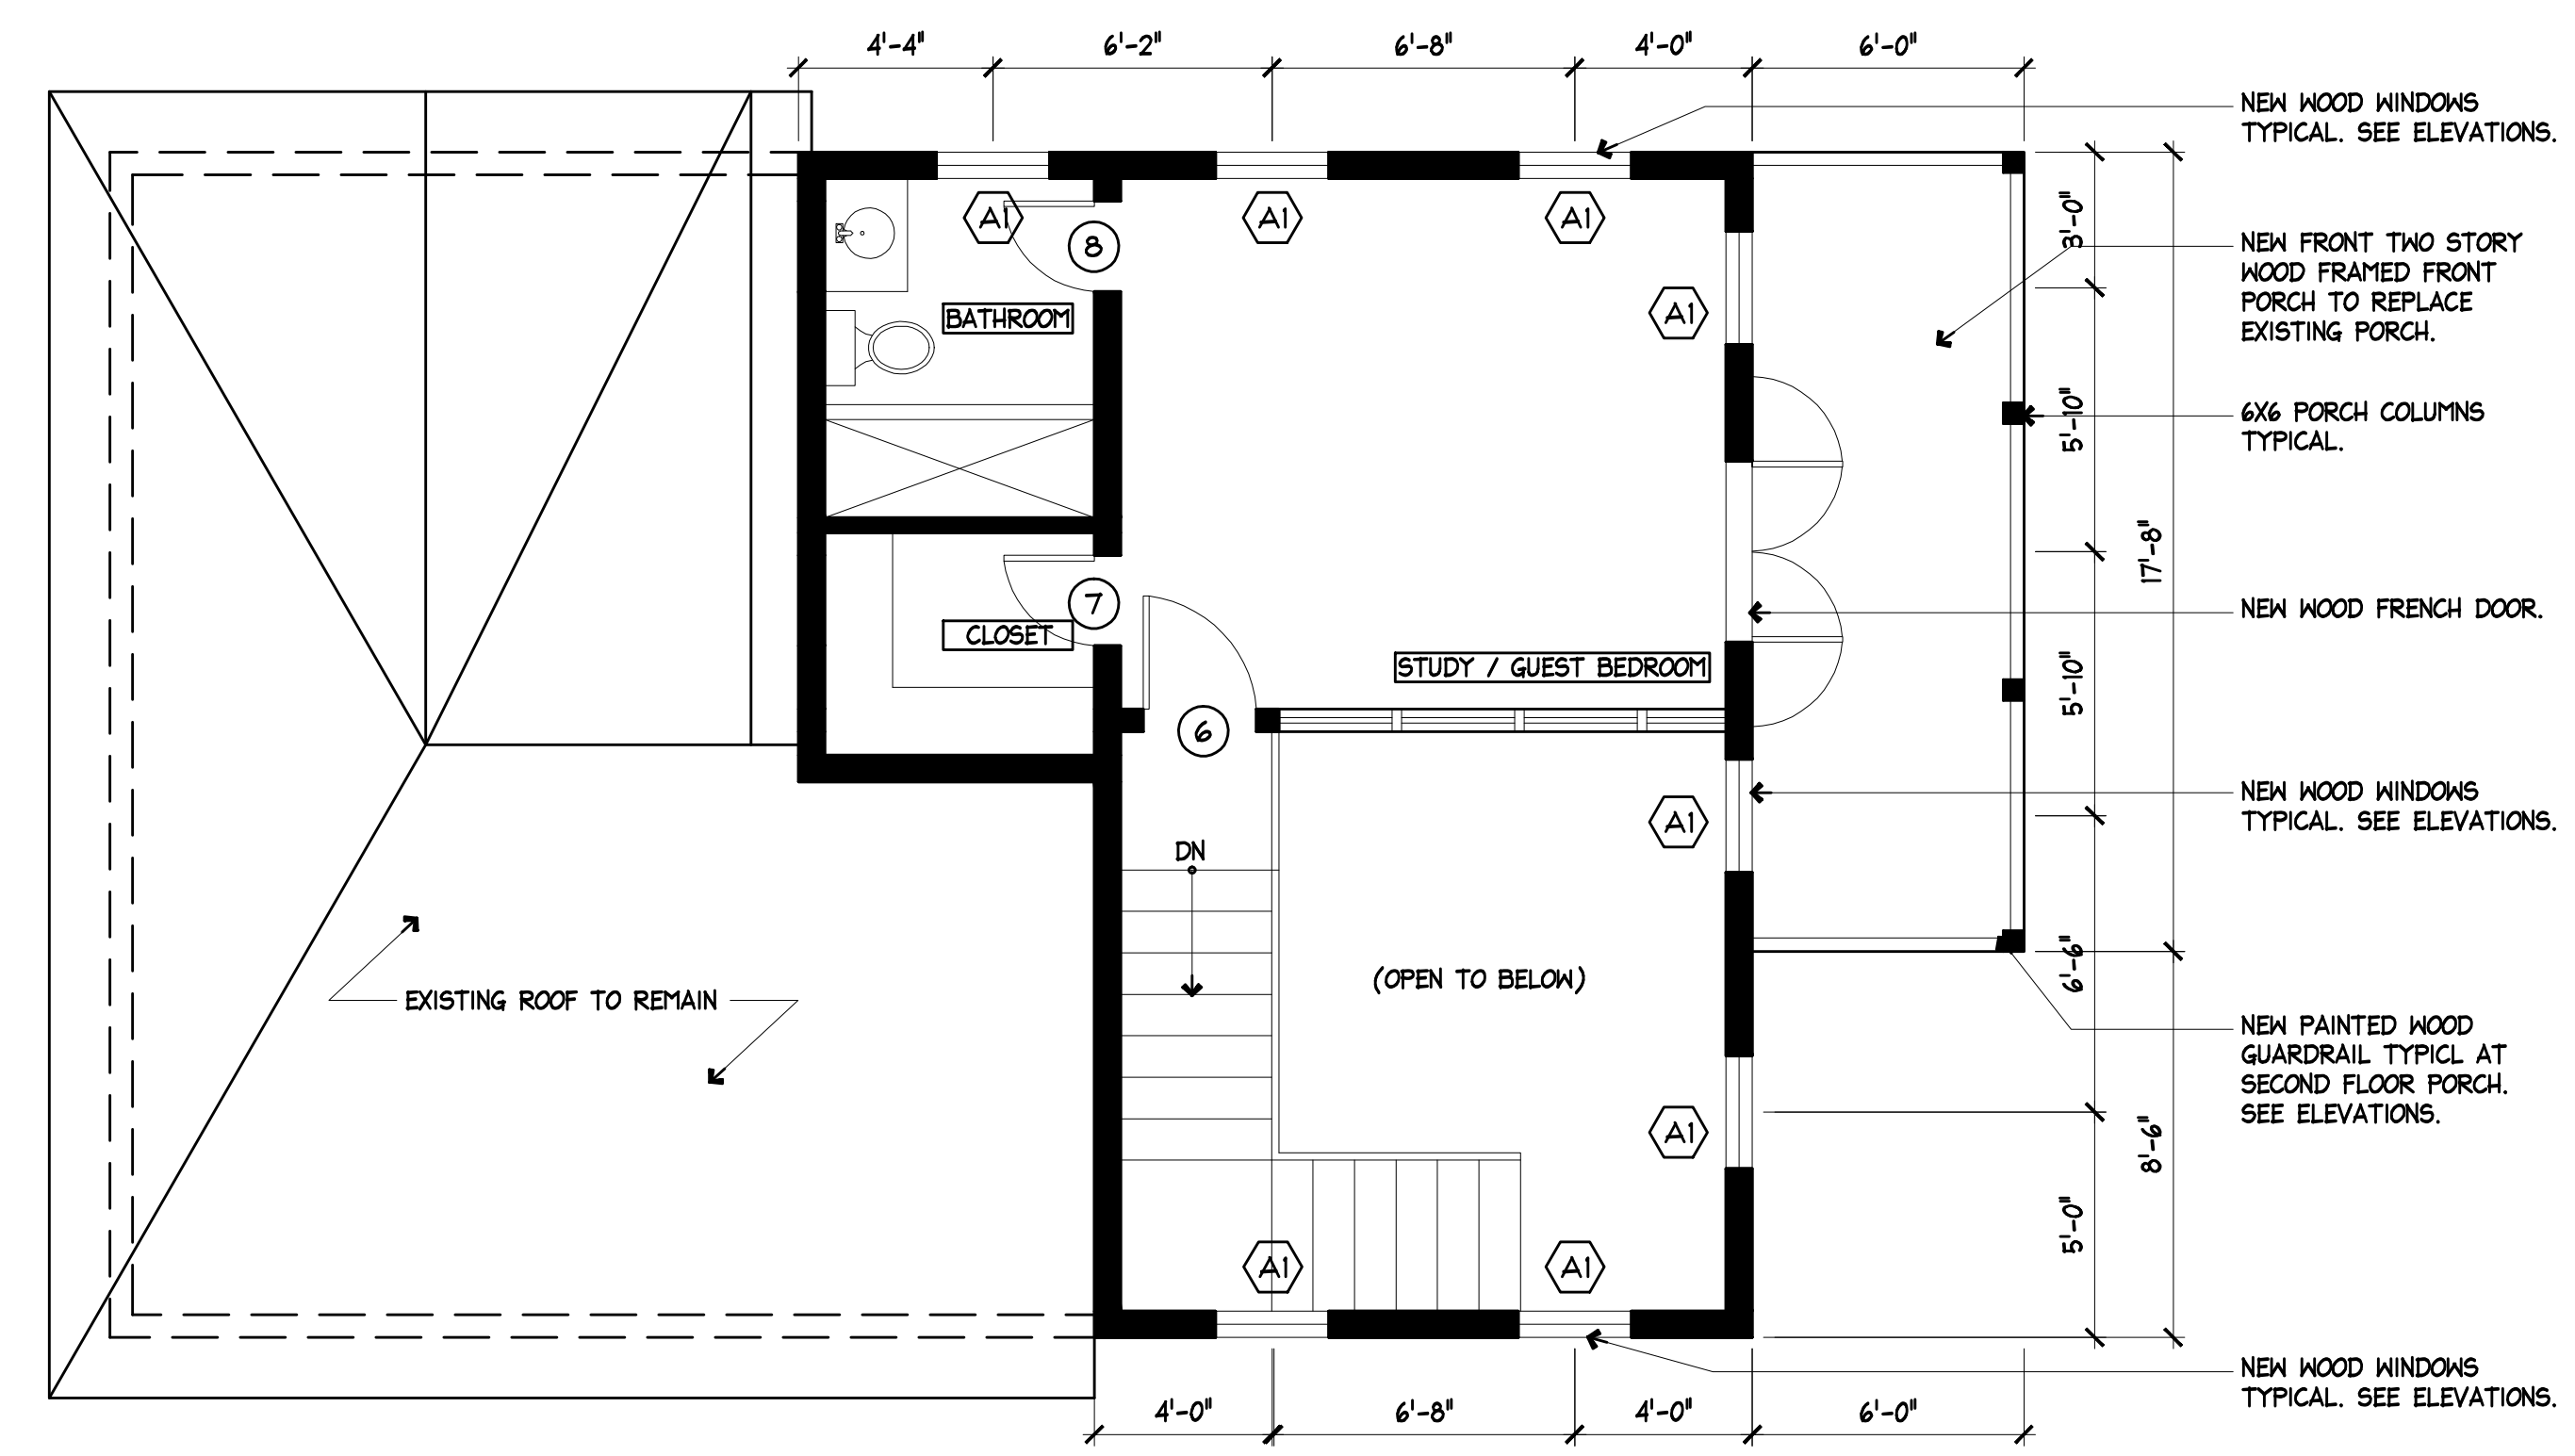 4'-4"
6'-2"
6'-8"
4'-0"
6'-0"
NEW WOOD WINDOWS
TYPICAL. SEE ELEVATIONS.
3'-0"
NEW FRONT TWO STORY
WOOD FRAMED FRONT
PORCH TO REPLACE
EXISTING PORCH.
A1
A1
A1
8
BATHROOM
A1
5'-10"
6X6 PORCH COLUMNS
TYPICAL.
17'-8"
7
CLOSET
NEW WOOD FRENCH DOOR.
STUDY / GUEST BEDROOM
5'-10"
6
NEW WOOD WINDOWS
TYPICAL. SEE ELEVATIONS.
A1
DN
6'-6"
(OPEN TO BELOW)
EXISTING ROOF TO REMAIN
NEW PAINTED WOOD
GUARDRAIL TYPICL AT
SECOND FLOOR PORCH.
SEE ELEVATIONS.
A1
8'-6"
5'-0"
A1
A1
NEW WOOD WINDOWS
TYPICAL. SEE ELEVATIONS.
4'-0"
6'-8"
4'-0"
6'-0"